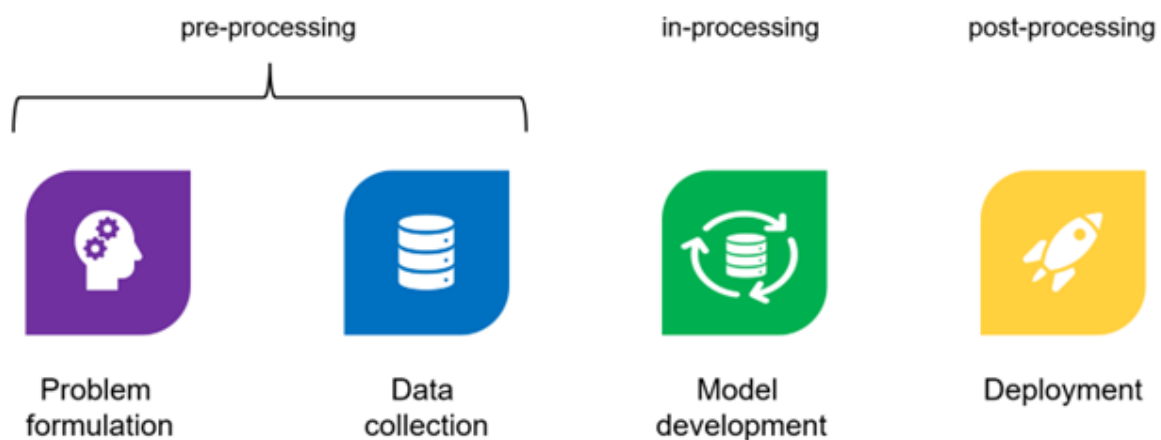 pre-processing
in-processing
post-processing
Problem
formulation
Data
collection
Model
development
Deployment